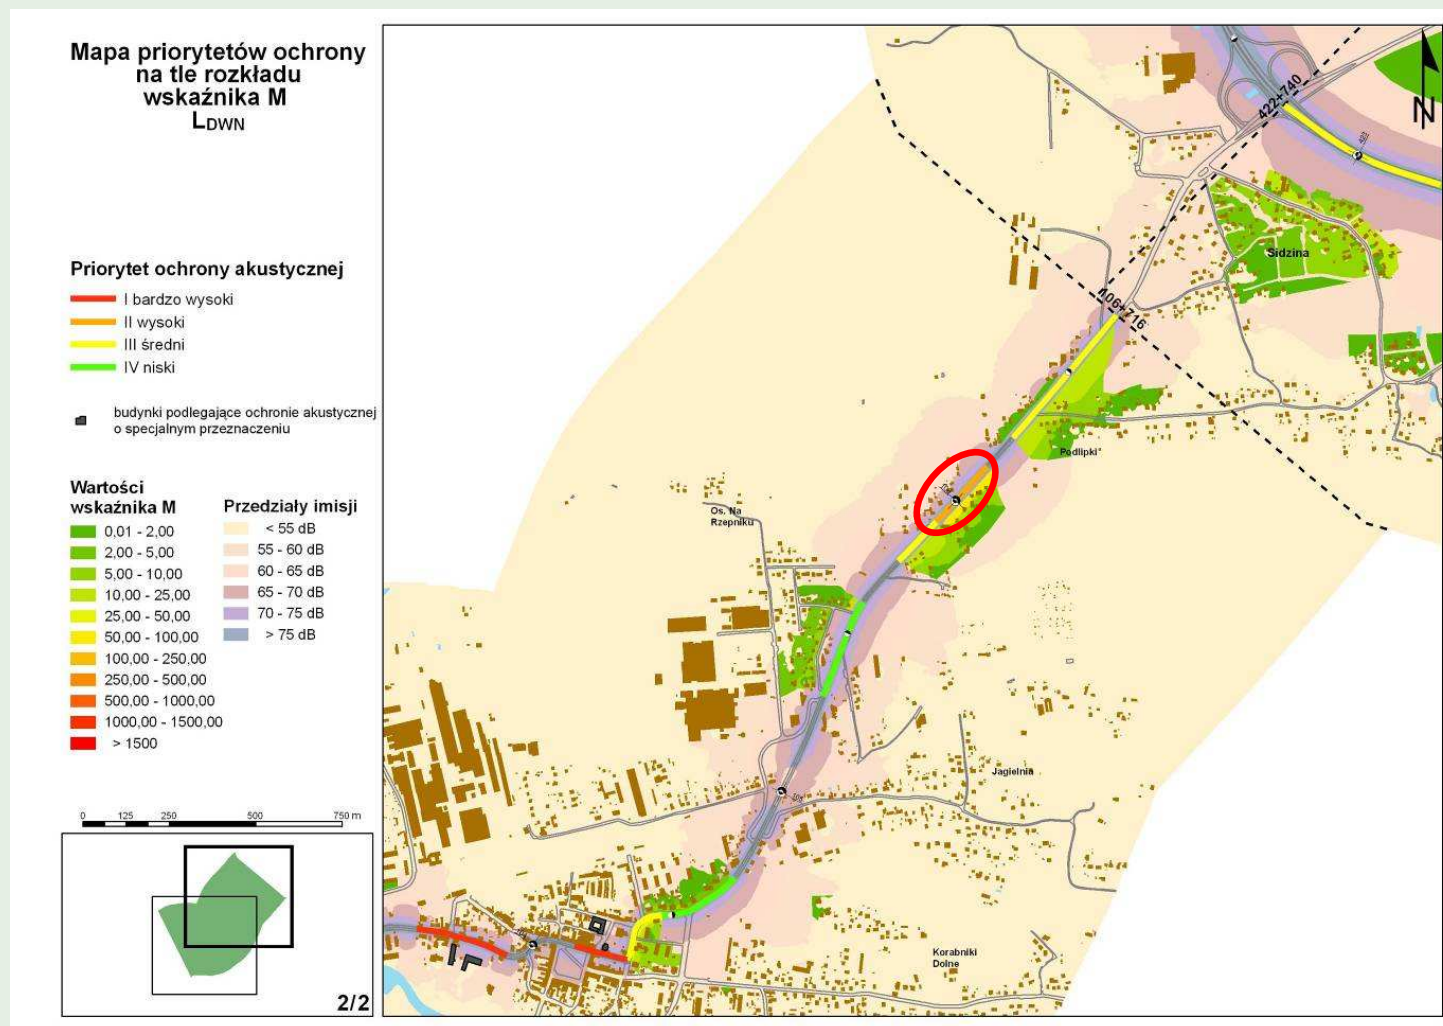 Mapa priorytetów ochrony
na tle rozkładu
wskaźnika M
LDWN
Priorytet ochrony akustycznej
I bardzo wysoki
II wysoki
III średni
IV niski
budynki podlegające ochronie akustycznej
o specjalnym przeznaczeniu
Wartości
wskaźnika M
0,01 - 2,00
2,00 - 5,00
5,00 - 10,00
10,00 - 25,00
25,00 - 50,00
50,00 - 100,00
100,00 - 250,00
250,00 - 500,00
500,00 - 1000,00
1000,00 - 1500,00
> 1500
Przedziały imisji
< 55 dB
55 - 60 dB
60 - 65 dB
65 - 70 dB
70 - 75 dB
> 75 dB
0 125 250 500 750 m
2/2
N
422+740
423
Sidzina
406+716
Podlipki
Os. Na
Rzepniku
Jagielnia
Korabniki
Dolne